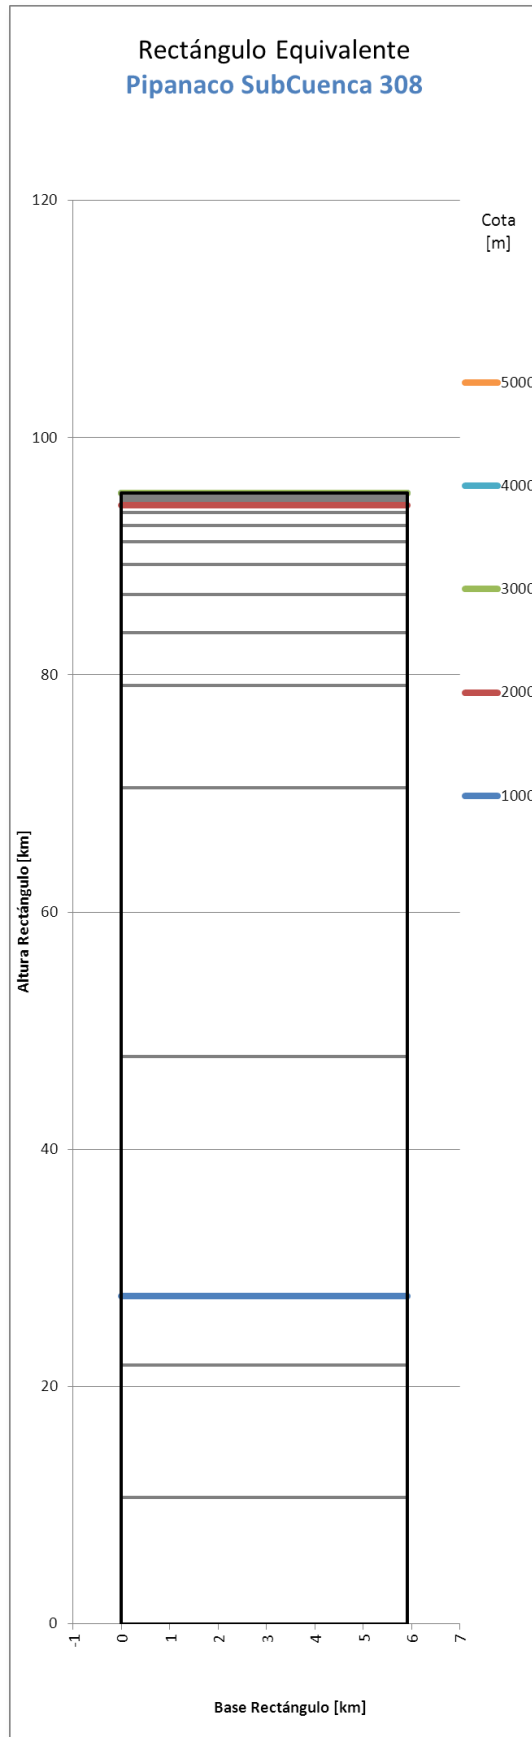 Rectángulo Equivalente
Pipanaco SubCuenca 308
120
Cota
[m]
5000
100
4000
3000
2000
80
1000
Altura Rectángulo [km]
60
40
20
0
-1 0 1 2 3 4 5 6 7
Base Rectángulo [km]